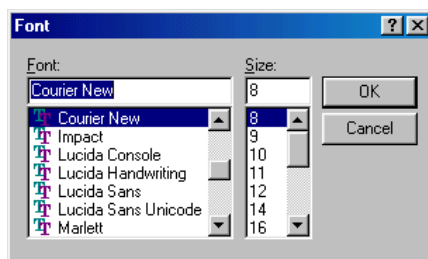 Font
Font: Size:
Courier New 8 OK
Courier New 8 Cancel
Impact 9
Lucida Console 10
Lucida Handwriting 11
Lucida Sans 12
Lucida Sans Unicode 14
Marlett 16